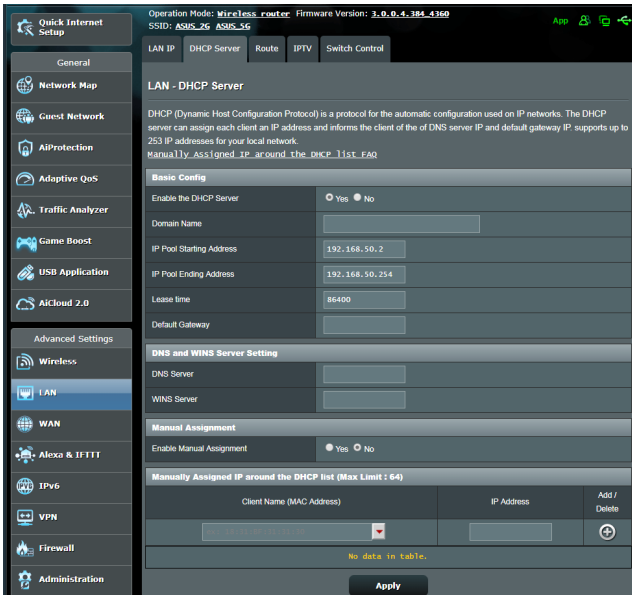 Quick Internet
Setup
General
Network Map
Guest Network
AiProtection
Adaptive QoS
Traffic Analyzer
Game Boost
USB Application
AiCloud 2.0
Advanced Settings
Wireless
LAN
WAN
Alexa & IFTTT
IPv6
VPN
Firewall
Administration
Operation Mode: Wireless router Firmware Version: 3.0.0.4.384_4360
SSID: ASUS_2G ASUS_5G
App
LAN IP DHCP Server Route IPTV Switch Control
LAN - DHCP Server
DHCP (Dynamic Host Configuration Protocol) is a protocol for the automatic configuration used on IP networks. The DHCP
server can assign each client an IP address and informs the client of the of DNS server IP and default gateway IP. supports up to
253 IP addresses for your local network.
Manually Assigned IP around the DHCP list FAQ
Basic Config
Enable the DHCP Server Yes No
Domain Name
IP Pool Starting Address 192.168.50.2
IP Pool Ending Address 192.168.50.254
Lease time 86400
Default Gateway
DNS and WINS Server Setting
DNS Server
WINS Server
Manual Assignment
Enable Manual Assignment Yes No
Manually Assigned IP around the DHCP list (Max Limit : 64)
Client Name (MAC Address) IP Address Add /
Delete
No data in table.
Apply